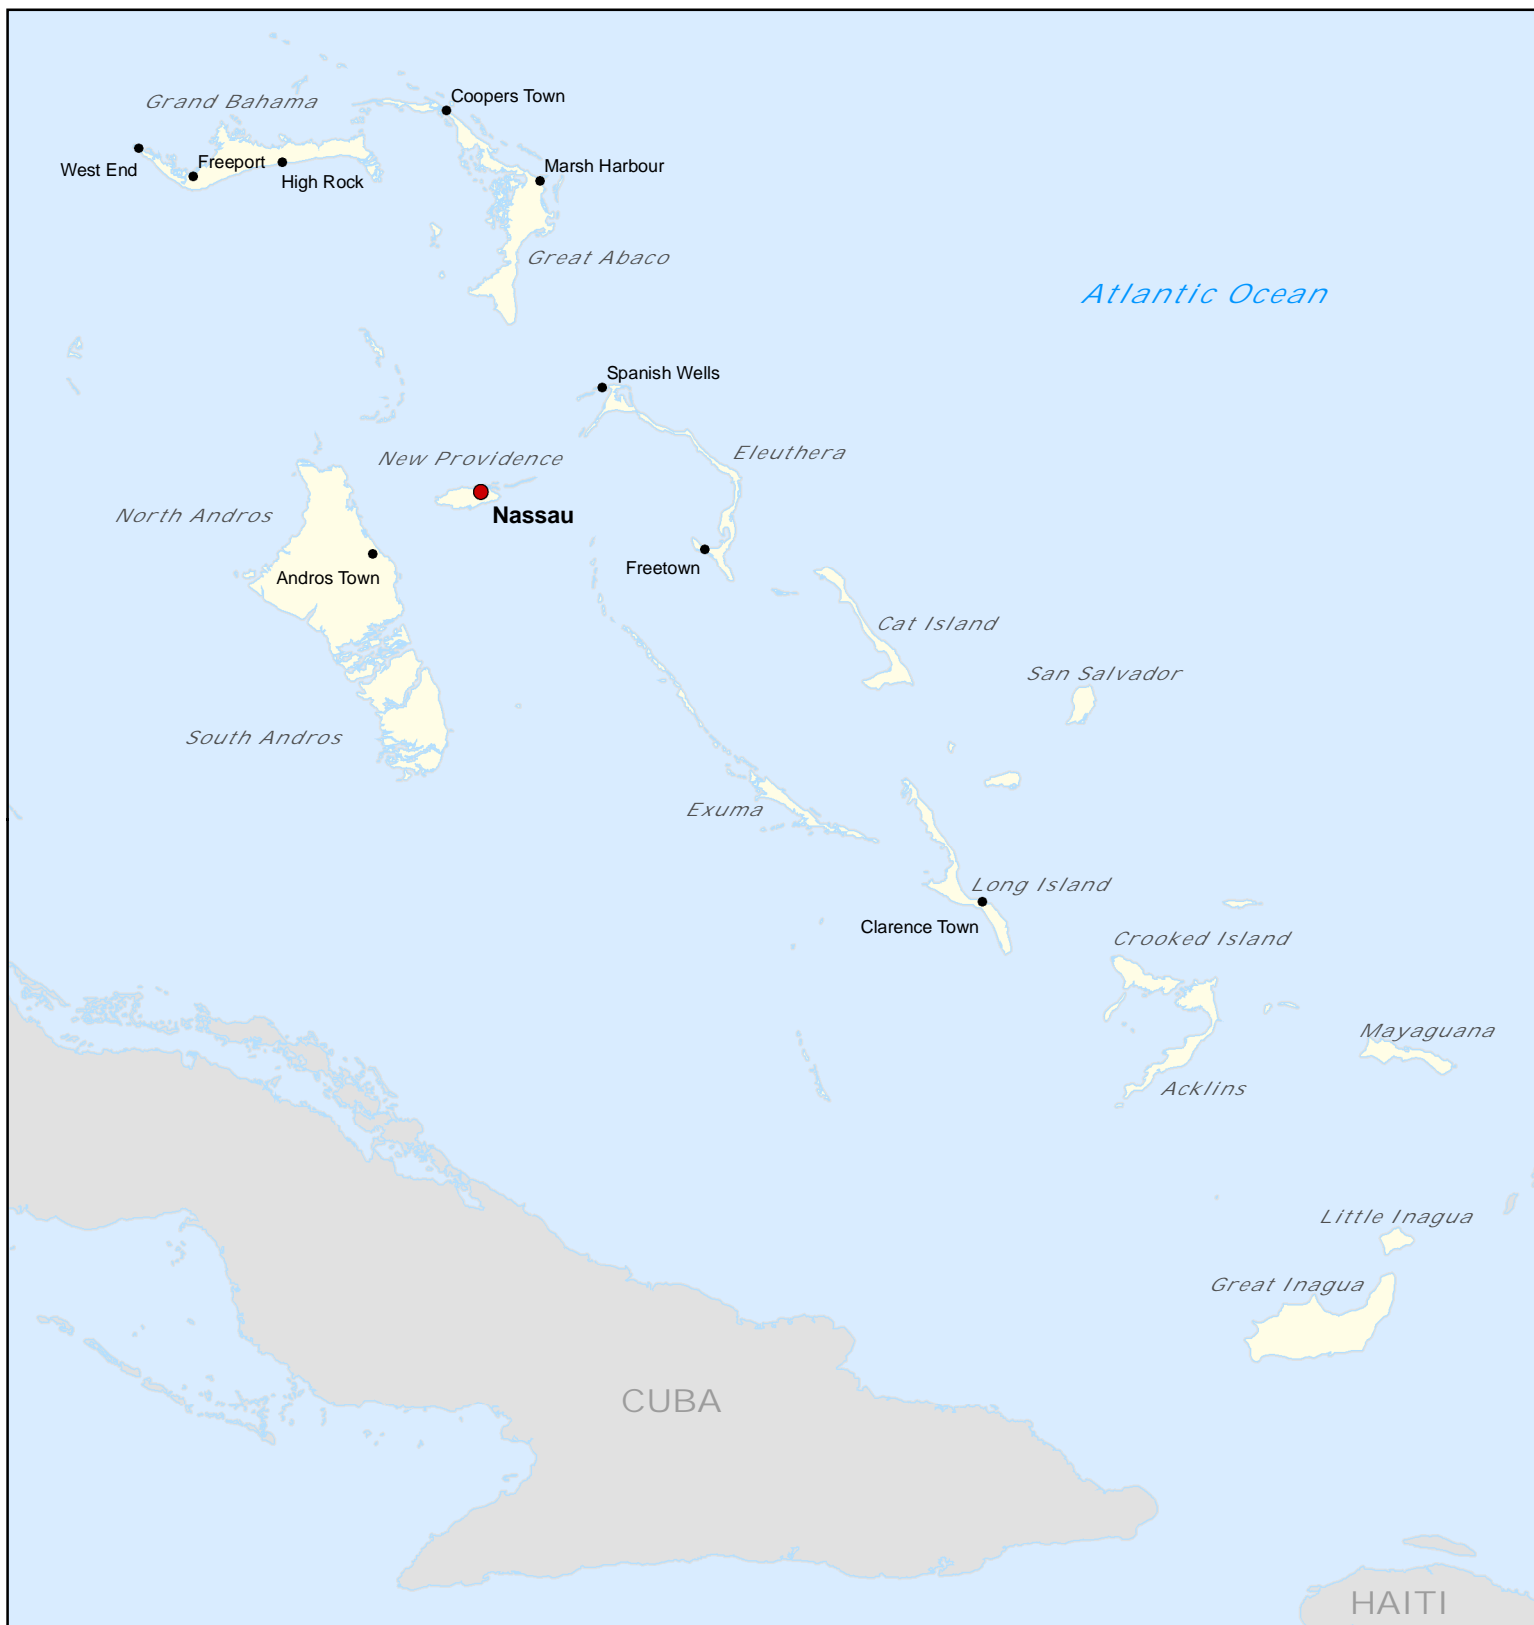 Coopers Town
Grand Bahama
Freeport
West End
High Rock
Marsh Harbour
Great Abaco
Atlantic Ocean
Spanish Wells
Eleuthera
New Providence
North Andros
Nassau
Freetown
Andros Town
Cat Island
San Salvador
South Andros
Exuma
Long Island
Clarence Town
Crooked Island
Mayaguana
Acklins
Little Inagua
Great Inagua
CUBA
HAITI